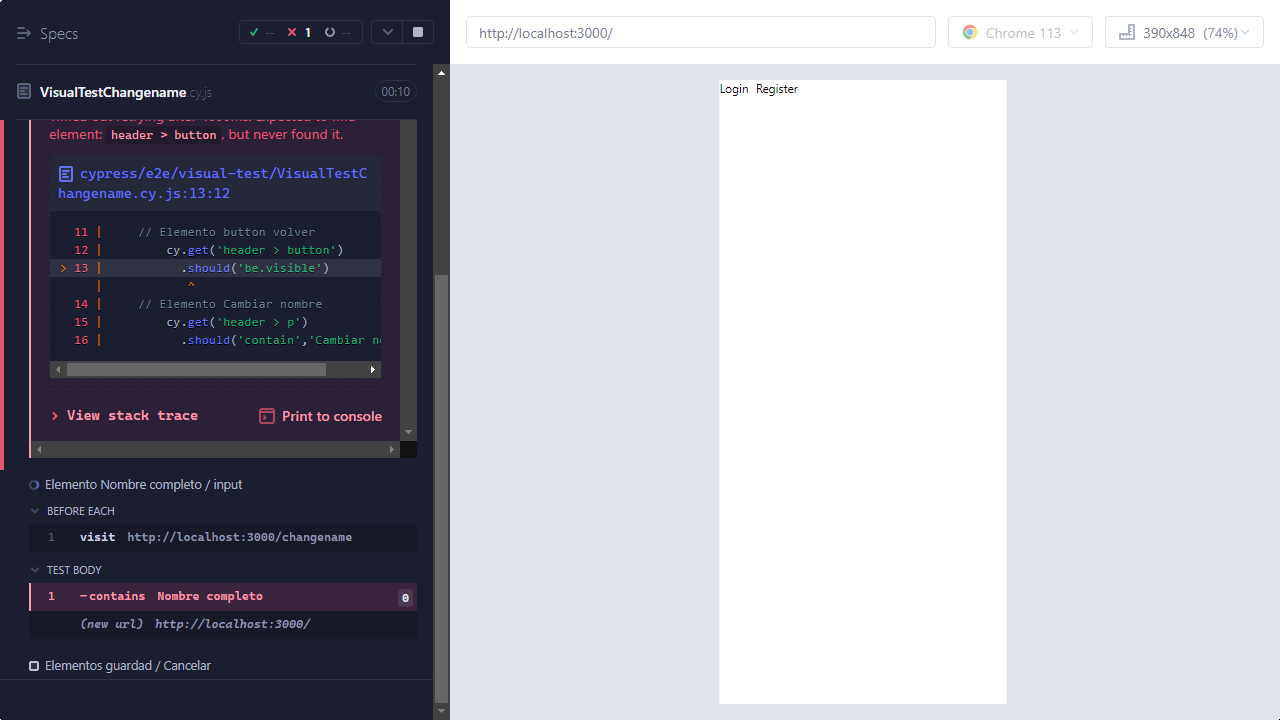 Specs
-- 1 --
VisualTestChangename.cy.js 00:10
element: header > button , but never found it.
cypress/e2e/visual-test/VisualTestC
hangename.cy.js:13:12
11 | // Elemento button volver
12 | cy.get('header > button')
> 13 | .should('be.visible')
| ^
14 | // Elemento Cambiar nombre
15 | cy.get('header > p')
16 | .should('contain','Cambiar n
View stack trace
Print to console
Elemento Nombre completo / input
BEFORE EACH
1 visit http://localhost:3000/changename
TEST BODY
1 -contains Nombre completo 0
(new url) http://localhost:3000/
Elementos guardad / Cancelar
http://localhost:3000/
Chrome 113
390x848 (74%)
Login Register